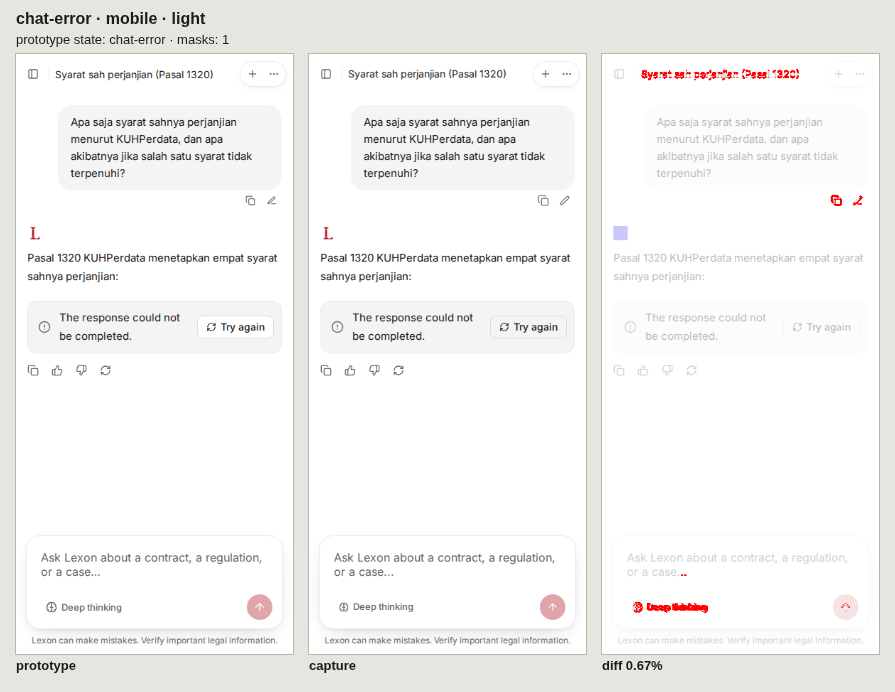 chat-error · mobile · light
prototype state: chat-error · masks: 1
Syarat sah perjanjian (Pasal 1320)
Apa saja syarat sahnya perjanjian
menurut KUHPerdata, dan apa
akibatnya jika salah satu syarat tidak
terpenuhi?
L
Pasal 1320 KUHPerdata menetapkan empat syarat
sahnya perjanjian:
The response could not
be completed.
Try again
Ask Lexon about a contract, a regulation,
or a case...
Deep thinking
Lexon can make mistakes. Verify important legal information.
prototype
Syarat sah perjanjian (Pasal 1320)
Apa saja syarat sahnya perjanjian
menurut KUHPerdata, dan apa
akibatnya jika salah satu syarat tidak
terpenuhi?
L
Pasal 1320 KUHPerdata menetapkan empat syarat
sahnya perjanjian:
The response could not
be completed.
Try again
Ask Lexon about a contract, a regulation,
or a case...
Deep thinking
Lexon can make mistakes. Verify important legal information.
capture
Syarat sah perjanjian (Pasal 1320)
Apa saja syarat sahnya perjanjian
menurut KUHPerdata, dan apa
akibatnya jika salah satu syarat tidak
terpenuhi?
Pasal 1320 KUHPerdata menetapkan empat syarat
sahnya perjanjian:
The response could not
be completed.
Try again
Ask Lexon about a contract, a regulation,
or a case...
Deep thinking
Lexon can make mistakes. Verify important legal information.
diff 0.67%